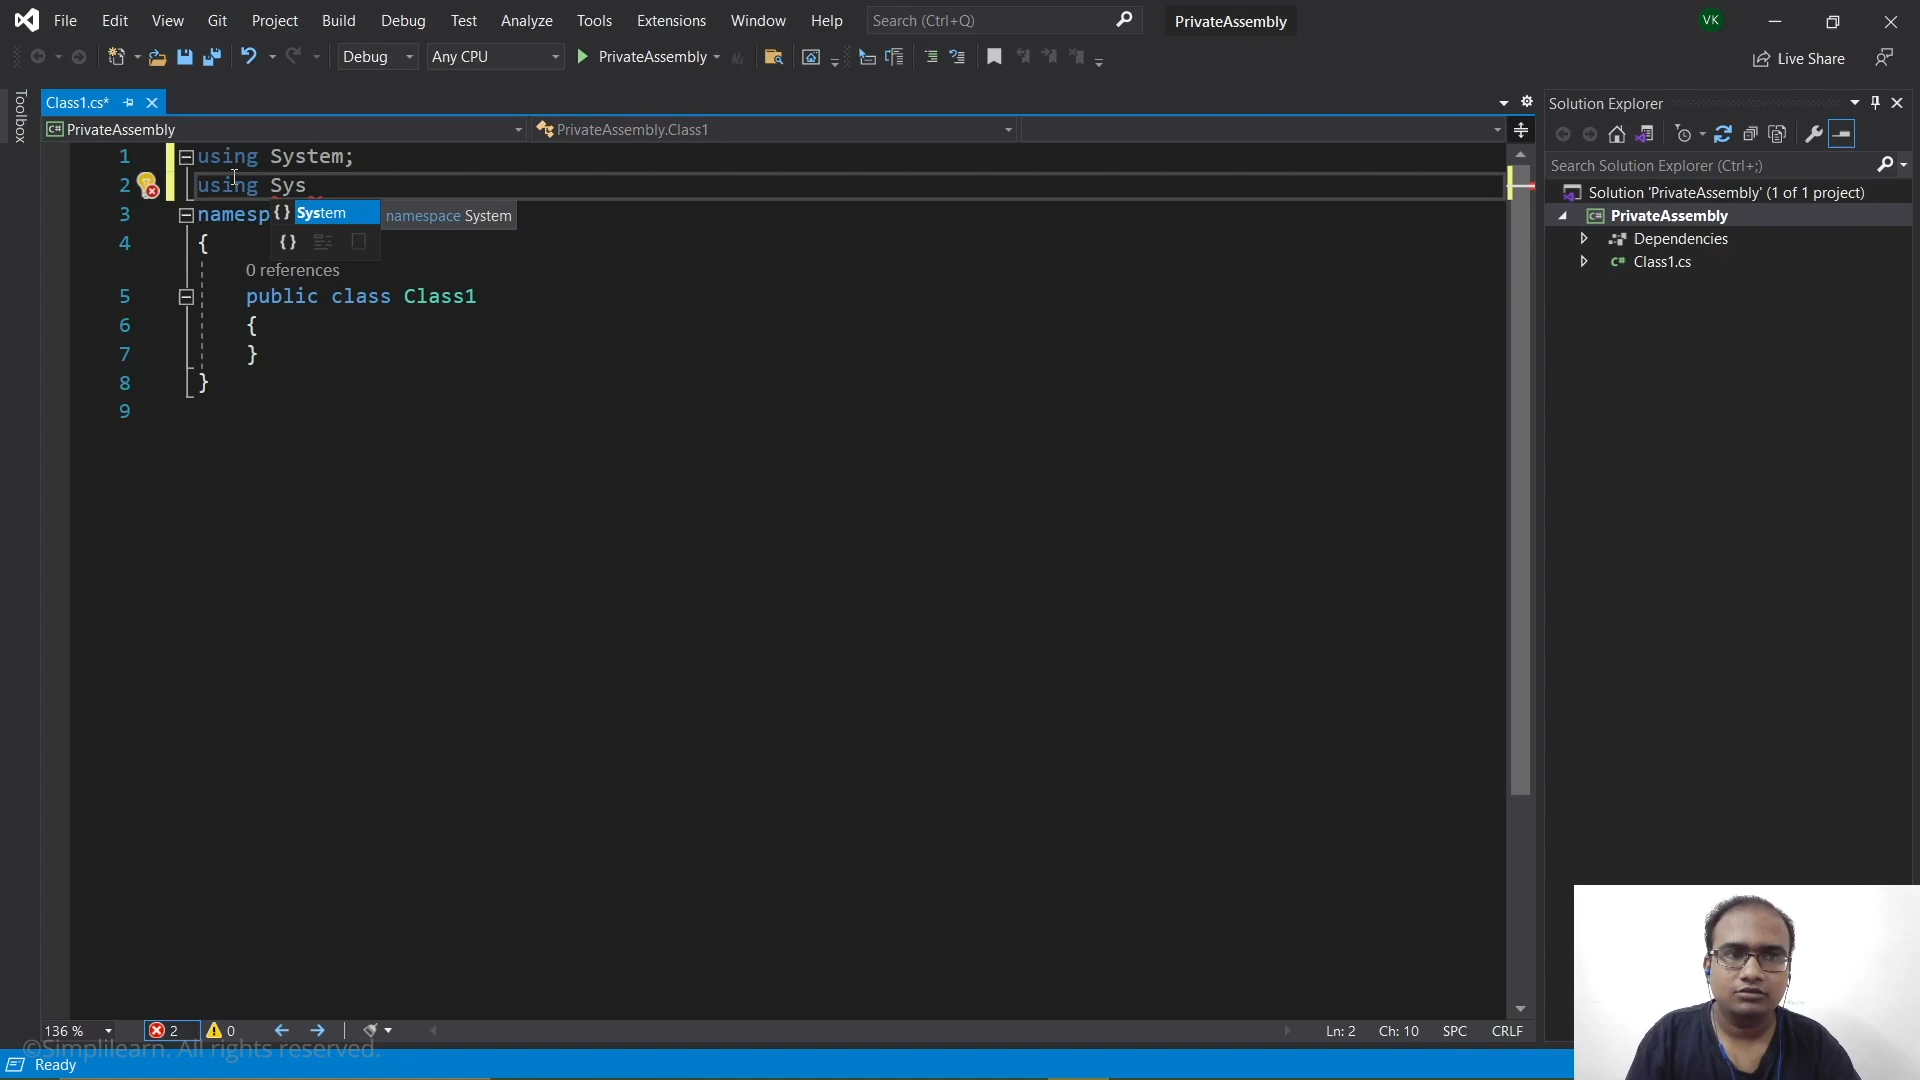 File Edit View Git Project Build Debug Test Analyze Tools Extensions Window Help Search (Ctrl+Q) PrivateAssembly VK
Debug Any CPU PrivateAssembly Live Share
Toolbox
Class1.cs*
C# PrivateAssembly PrivateAssembly.Class1
1 using System;
2 using Sys
3 namesp
{} System namespace System
4 {
{}
0 references
5 public class Class1
6 {
7 }
8 }
9
Solution Explorer
Search Solution Explorer (Ctrl+;)
Solution 'PrivateAssembly' (1 of 1 project)
C# PrivateAssembly
Dependencies
C# Class1.cs
136 % 2 0 Ln: 2 Ch: 10 SPC CRLF
©Simplilearn. All rights reserved.
Ready